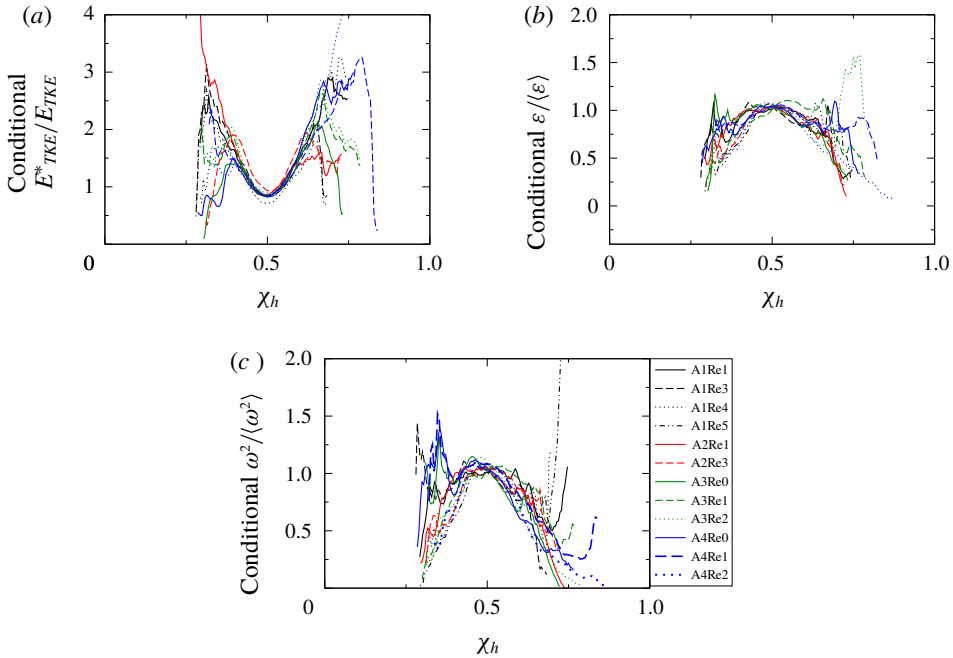 (a)
Conditional
E*TKE/ETKE
4
3
2
1
0
0
0.5
1.0
χh
(b)
Conditional ε/⟨ε⟩
2.0
1.5
1.0
0.5
0
0
0.5
1.0
χh
(c)
Conditional ω²/⟨ω²⟩
2.0
1.5
1.0
0.5
0
0.5
1.0
χh
A1Re1
A1Re3
A1Re4
A1Re5
A2Re1
A2Re3
A3Re0
A3Re1
A3Re2
A4Re0
A4Re1
A4Re2